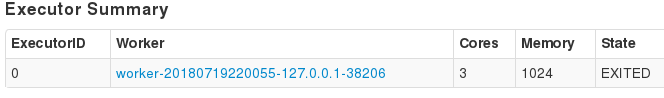 Executor Summary
ExecutorID Worker Cores Memory State
0 worker-20180719220055-127.0.0.1-38206 3 1024 EXITED